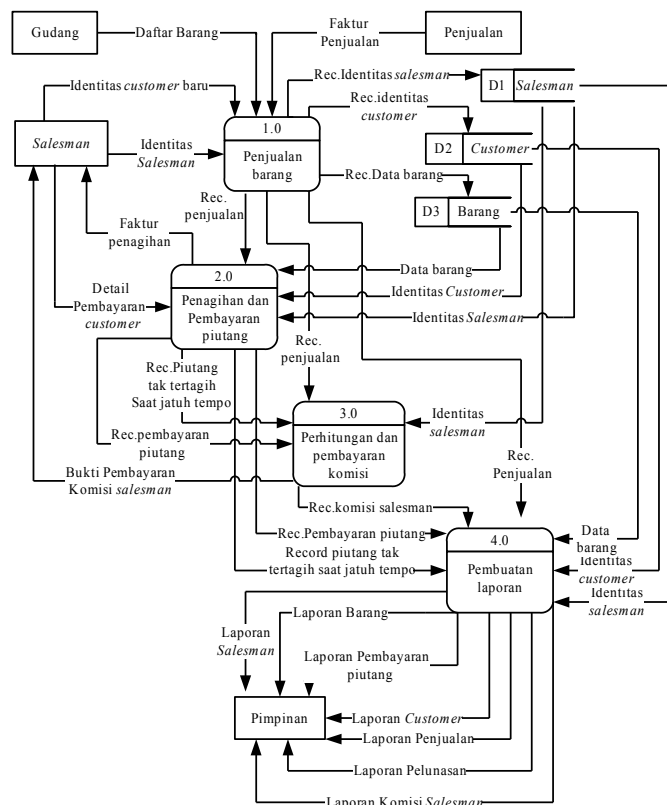 Gudang
Daftar Barang
Faktur
Penjualan
Penjualan
Identitas customer baru
Rec.Identitas salesman
D1 Salesman
Rec.identitas
customer
Salesman
Identitas
Salesman
1.0
Penjualan
barang
D2 Customer
Rec.Data barang
Rec.
penjualan
D3 Barang
Faktur
penagihan
2.0
Penagihan dan
Pembayaran
piutang
Data barang
Identitas Customer
Identitas Salesman
Detail
Pembayaran
customer
Rec.
penjualan
Rec.Piutang
tak tertagih
Saat jatuh tempo
3.0
Perhitungan dan
pembayaran
komisi
Identitas
salesman
Rec.pembayaran
piutang
Rec.
Penjualan
Bukti Pembayaran
Komisi salesman
Rec.komisi salesman
Rec.Pembayaran piutang
Record piutang tak
tertagih saat jatuh tempo
4.0
Pembuatan
laporan
Data
barang
Identitas
customer
Identitas
salesman
Laporan Barang
Laporan
Salesman
Laporan Pembayaran
piutang
Pimpinan
Laporan Customer
Laporan Penjualan
Laporan Pelunasan
Laporan Komisi Salesman